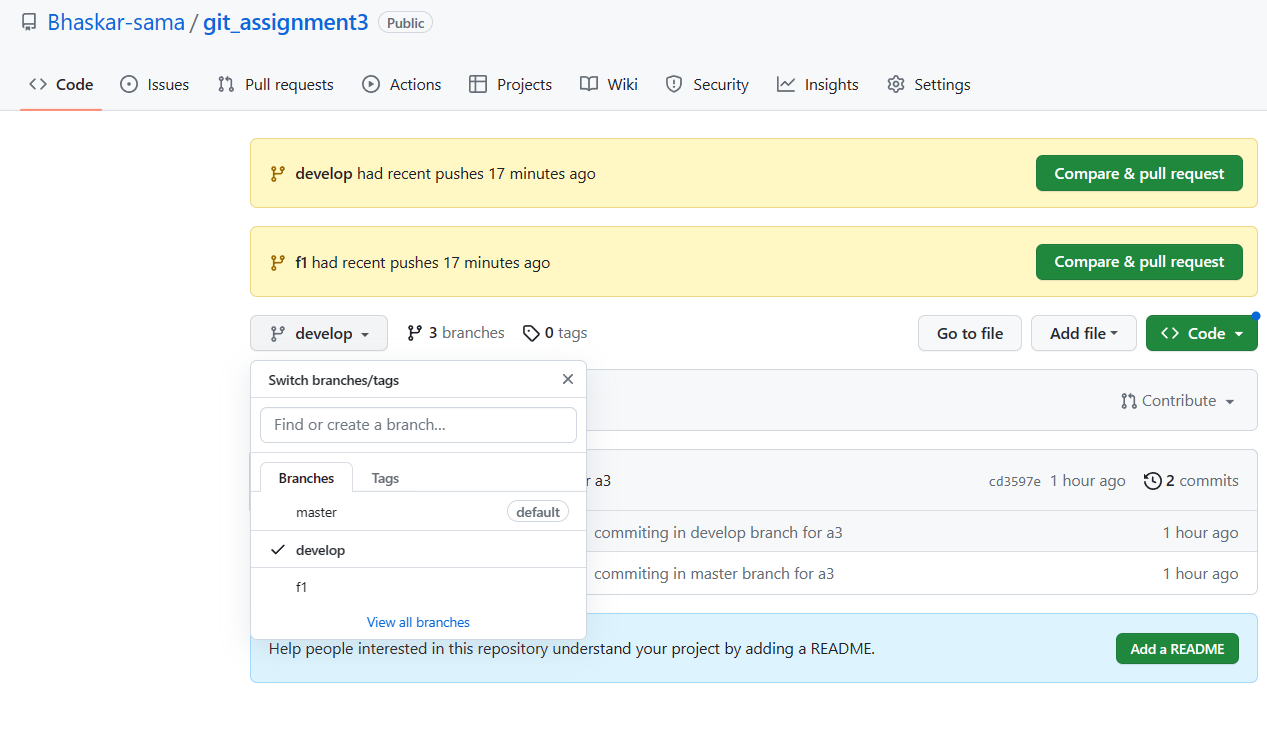 Bhaskar-sama / git_assignment3 Public
Code Issues Pull requests Actions Projects Wiki Security Insights Settings
develop had recent pushes 17 minutes ago Compare & pull request
f1 had recent pushes 17 minutes ago Compare & pull request
develop 3 branches 0 tags Go to file Add file Code
Switch branches/tags
Find or create a branch...
Contribute
Branches Tags
r a3 cd3597e 1 hour ago 2 commits
master default
commiting in develop branch for a3 1 hour ago
develop
commiting in master branch for a3 1 hour ago
f1
View all branches
Help people interested in this repository understand your project by adding a README. Add a README